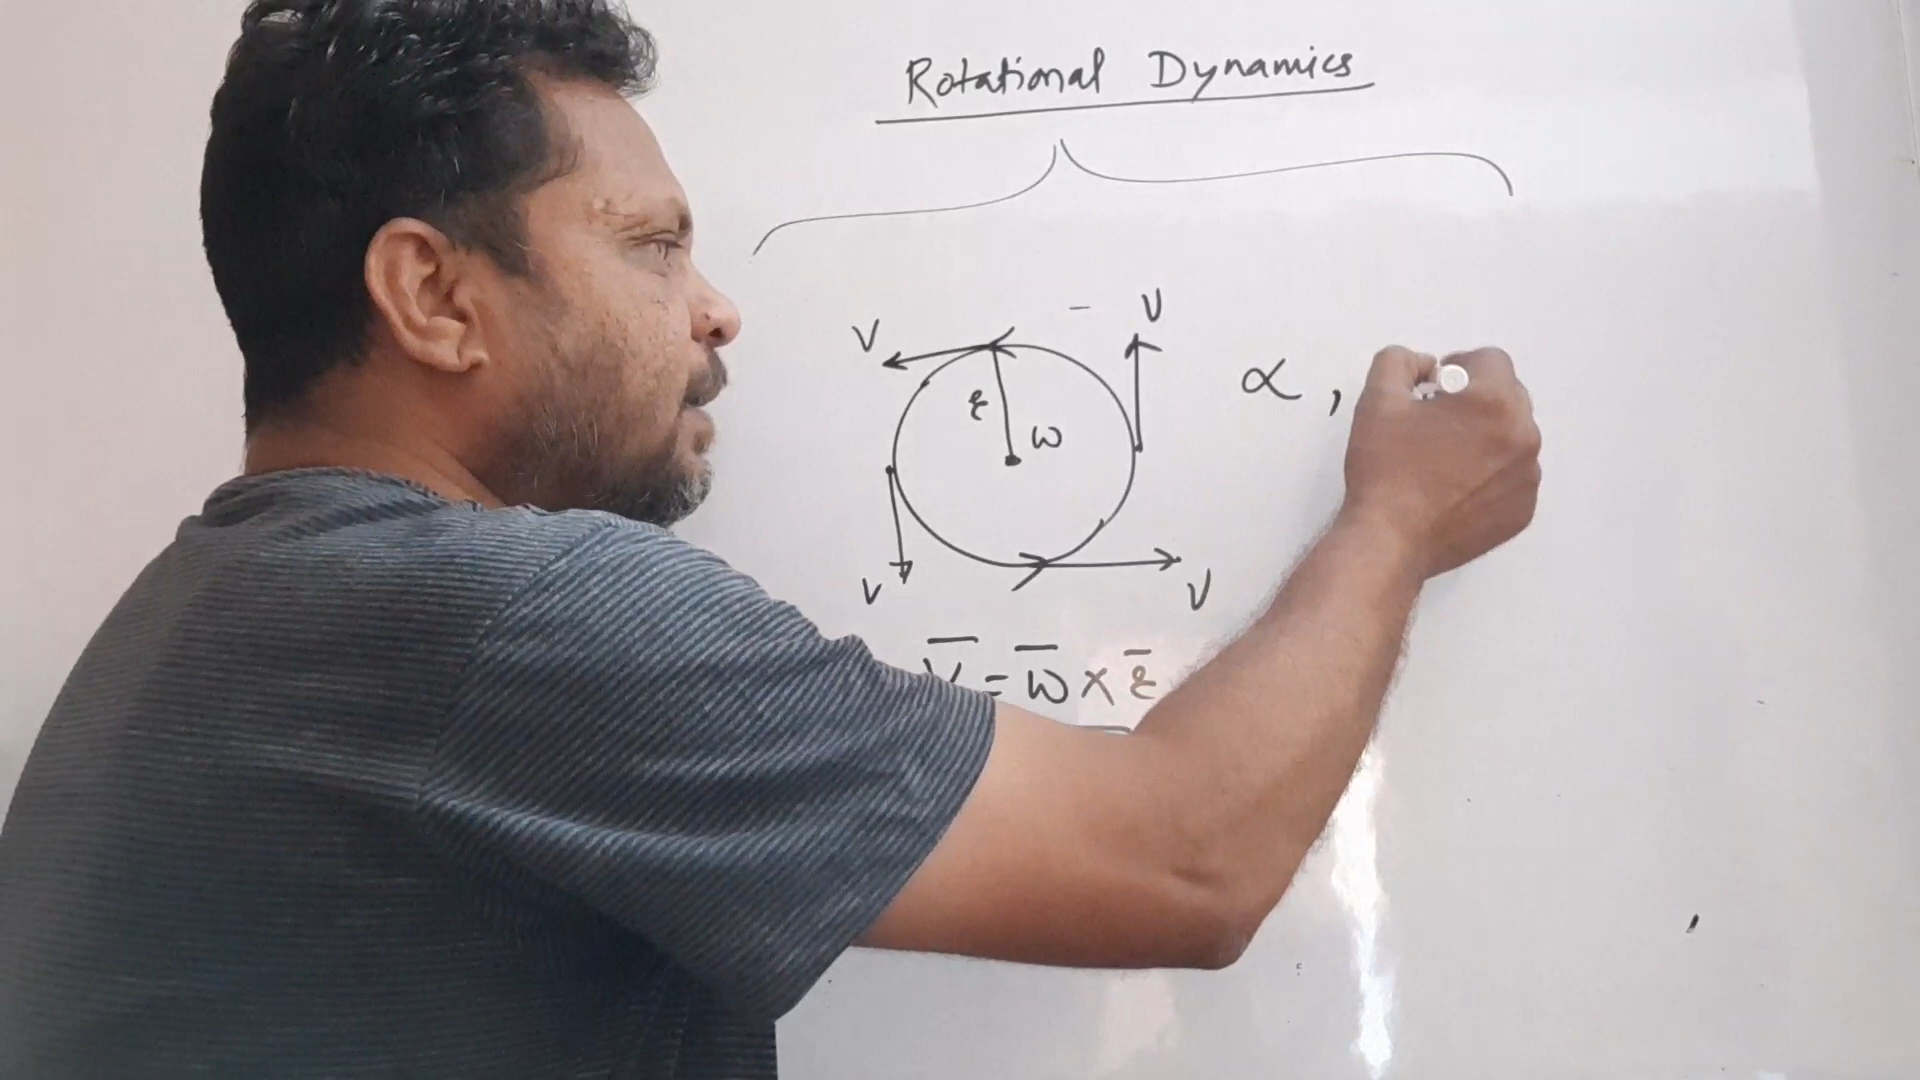 Rotational Dynamics
V
V
r
ω
α ,
V
V
V̅ = ω̅ × r̅